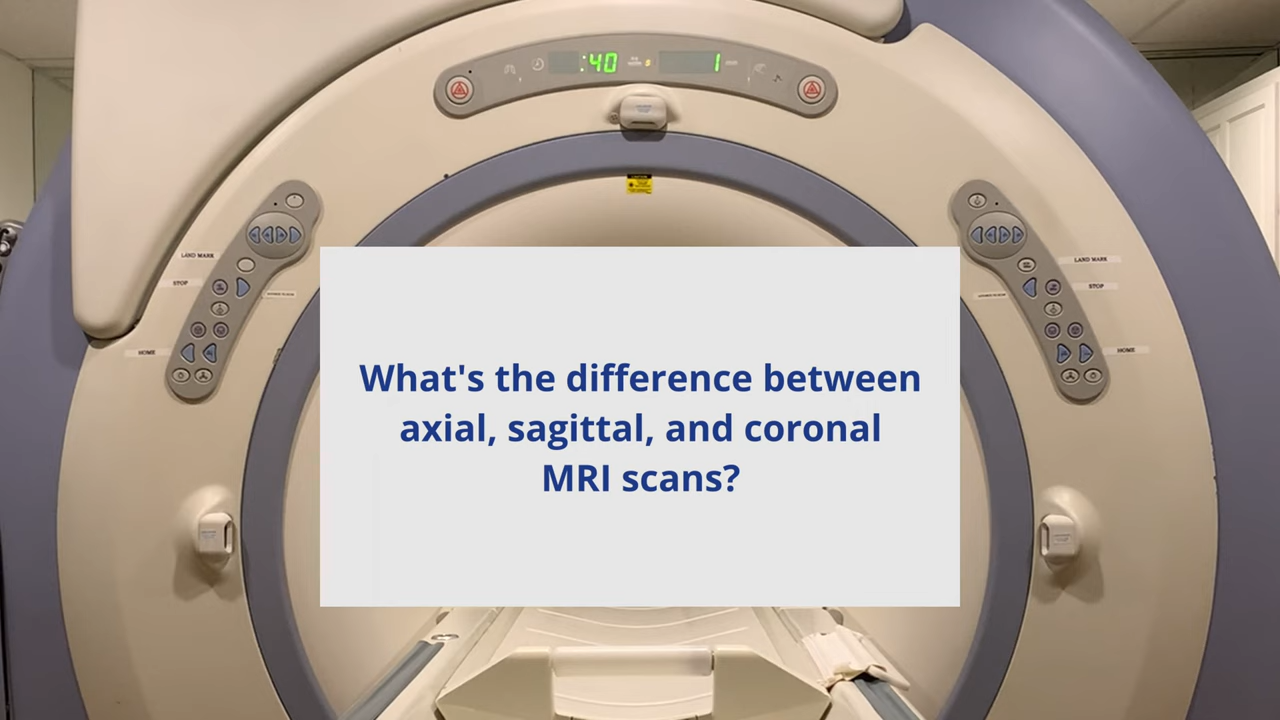 :40
1
LAND MARK
STOP
HOME
LAND MARK
STOP
HOME
What's the difference between
axial, sagittal, and coronal
MRI scans?